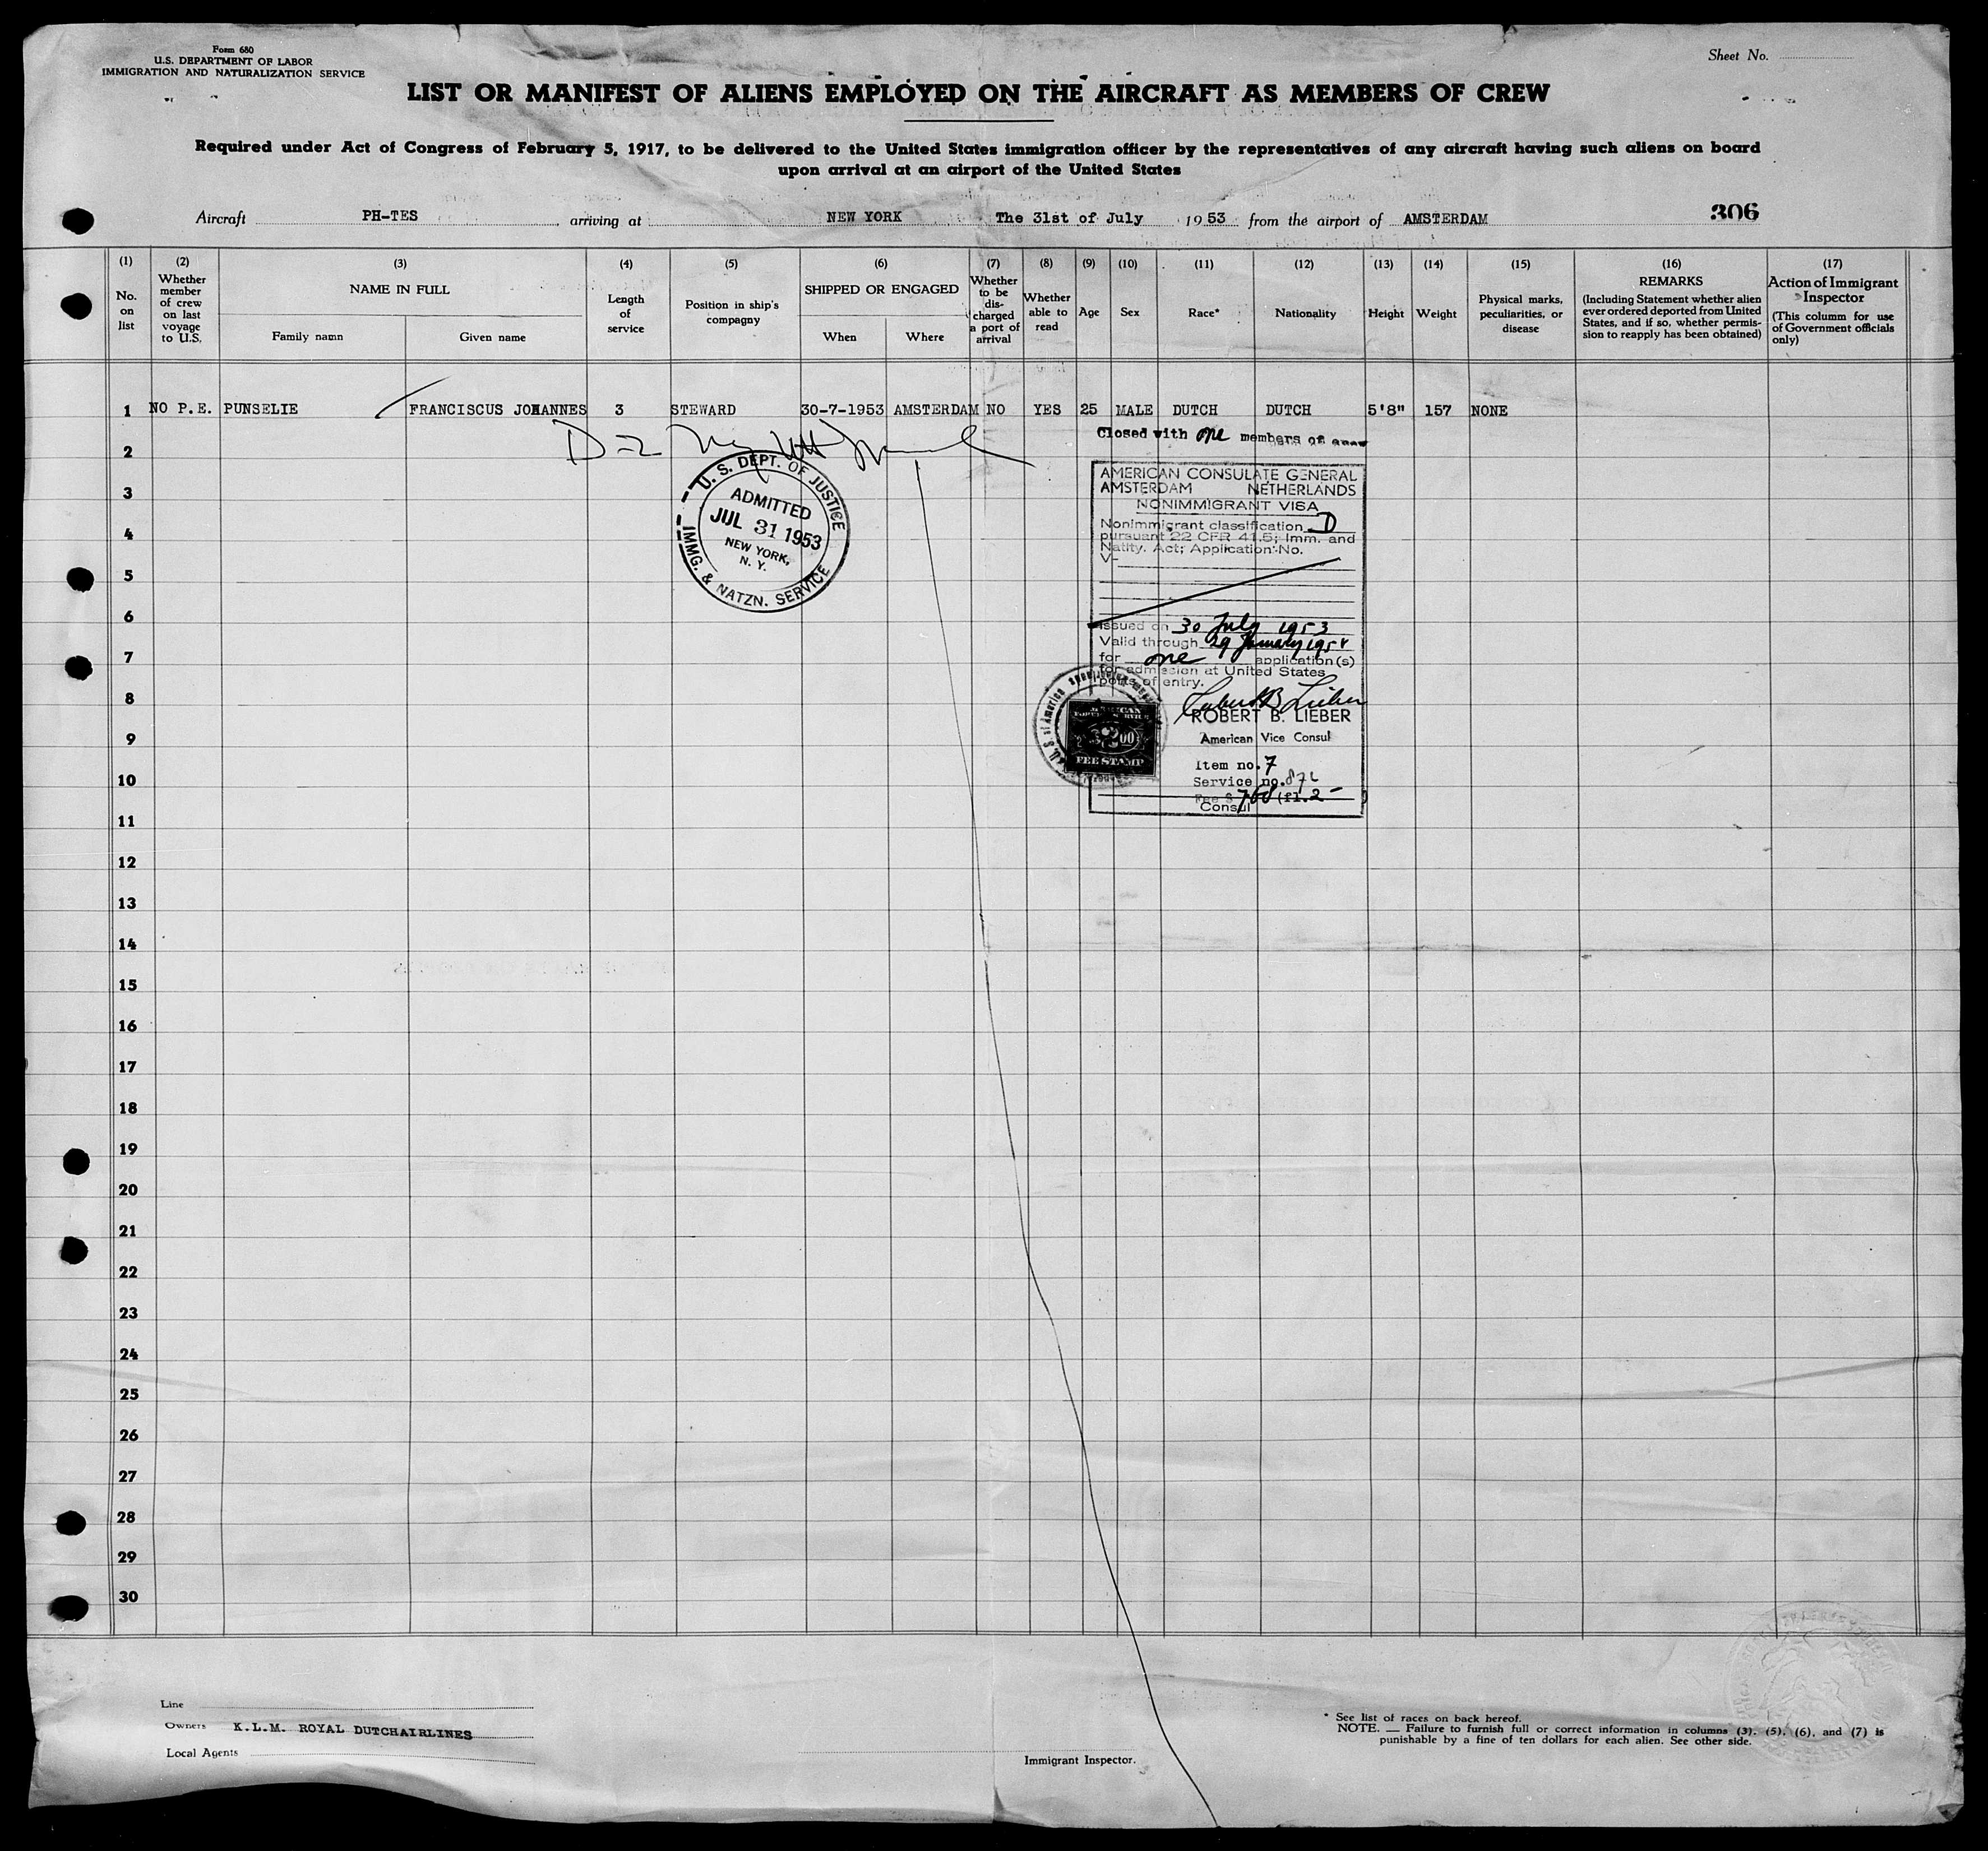 Form 680
U.S. DEPARTMENT OF LABOR
IMMIGRATION AND NATURALIZATION SERVICE
Sheet No.
LIST OR MANIFEST OF ALIENS EMPLOYED ON THE AIRCRAFT AS MEMBERS OF CREW
Required under Act of Congress of February 5, 1917, to be delivered to the United States immigration officer by the representatives of any aircraft having such aliens on board
upon arrival at an airport of the United States
Aircraft PH-TES arriving at NEW YORK The 31st of July 1953 from the airport of AMSTERDAM 306
(1) No. on list
(2) Whether member of crew on last voyage to U.S.
(3) NAME IN FULL
Family name Given name
(4) Length of service
(5) Position in ship's compagny
(6) SHIPPED OR ENGAGED
When Where
(7) Whether to be dis- charged a port of arrival
(8) Whether able to read
(9) Age
(10) Sex
(11) Race*
(12) Nationality
(13) Height
(14) Weight
(15) Physical marks, peculiarities, or disease
(16) REMARKS
(Including Statement whether alien ever ordered deported from United States, and if so, whether permis- sion to reapply has been obtained)
(17) Action of Immigrant Inspector
(This column for use of Government officials only)
1 NO P.E. PUNSELIE FRANCISCUS JOHANNES 3 STEWARD 30-7-1953 AMSTERDAM NO YES 25 MALE DUTCH DUTCH 5'8" 157 NONE
Closed with one members of crew
D-2
2
3
4
5
6
7
8
9
10
11
12
13
14
15
16
17
18
19
20
21
22
23
24
25
26
27
28
29
30
U.S. DEPT. OF JUSTICE
ADMITTED
JUL 31 1953
NEW YORK,
N. Y.
IMMG. & NATZN. SERVICE
AMERICAN CONSULATE GENERAL
AMSTERDAM NETHERLANDS
NONIMMIGRANT VISA
Nonimmigrant classification D
pursuant 22 CFR 41.5; Imm. and
Natity. Act; Application No.
V-
Issued on 30 July 1953
Valid through 29 January 1954
for one application(s)
for admission at United States
ports of entry.
ROBERT B. LIEBER
American Vice Consul
Item no. 7
Service no.
Fee $ (fl. 2-
Consul
AMERICAN
FOREIGN SERVICE
$2.00
FEE STAMP
Line
Owners K.L.M. ROYAL DUTCHAIRLINES
Local Agents
Immigrant Inspector.
* See list of races on back hereof.
NOTE. — Failure to furnish full or correct information in columns (3), (5), (6), and (7) is
punishable by a fine of ten dollars for each alien. See other side.